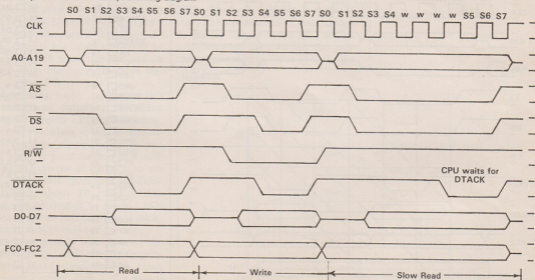 S0 S1 S2 S3 S4 S5 S6 S7 S0 S1 S2 S3 S4 S5 S6 S7 S0 S1 S2 S3 S4 w w w w S5 S6 S7
CLK
A0-A19
AS
DS
R/W
CPU waits for
DTACK
DTACK
D0-D7
FC0-FC2
Read
Write
Slow Read